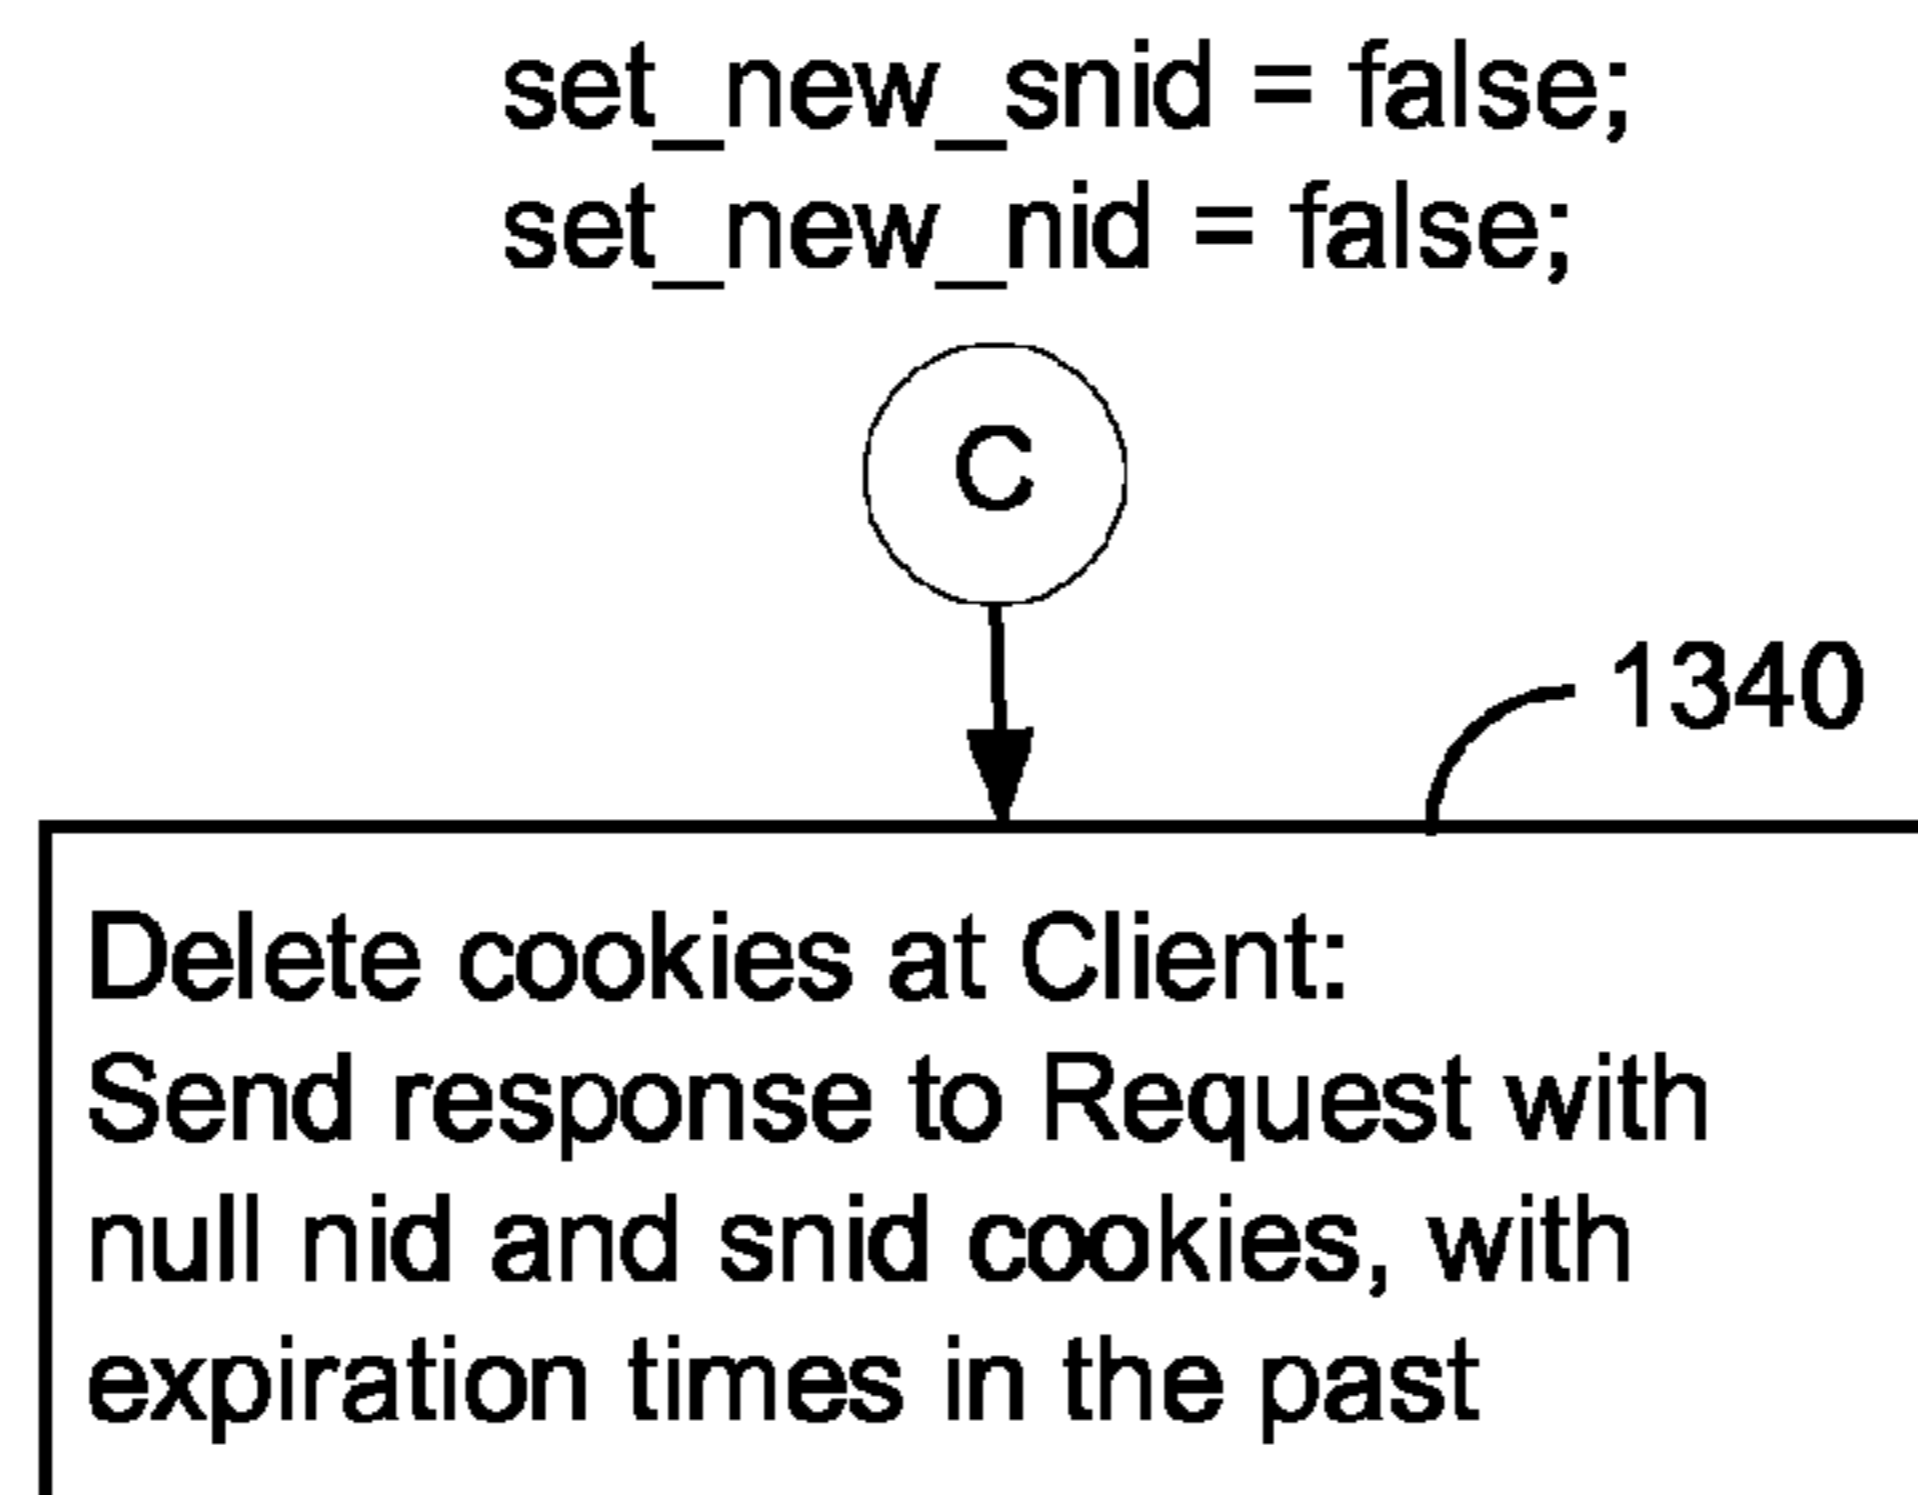 set_new_snid = false;
set_new_nid = false;
C
1340
Delete cookies at Client:
Send response to Request with
null nid and snid cookies, with
expiration times in the past